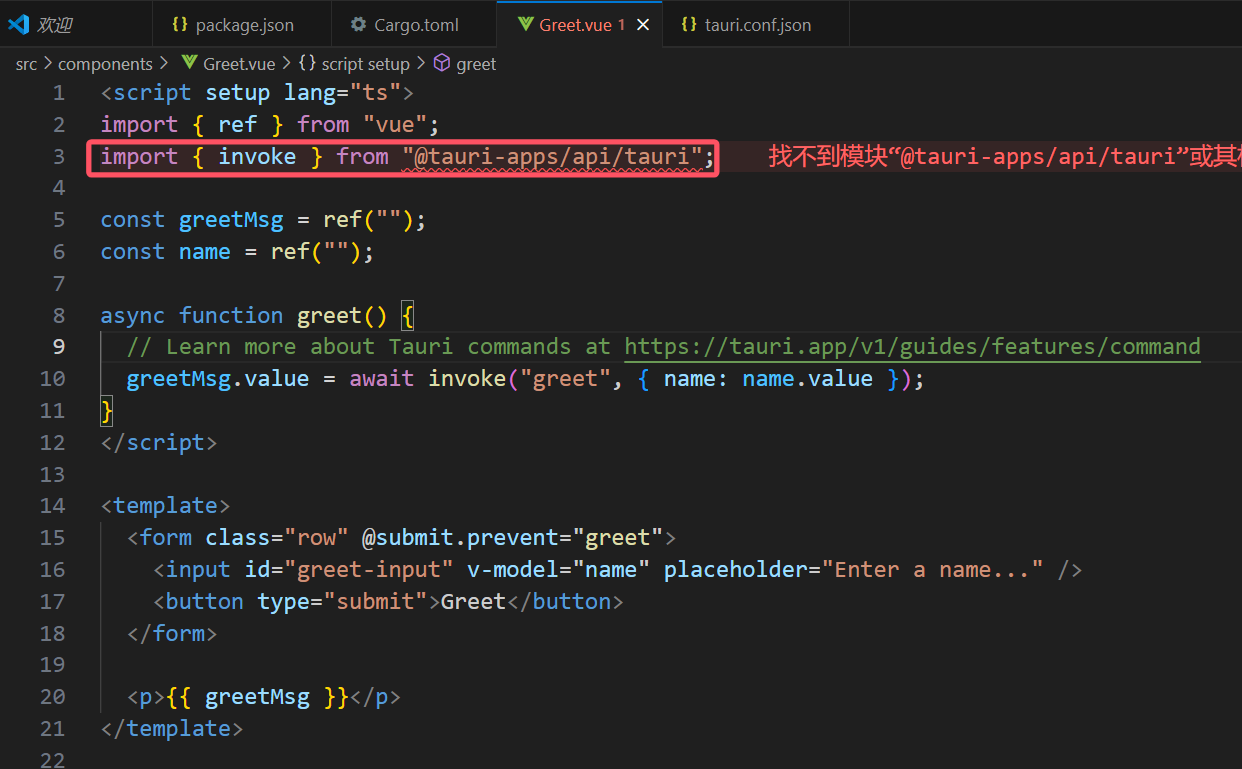 欢迎 {} package.json Cargo.toml Greet.vue 1 {} tauri.conf.json
src > components > Greet.vue > {} script setup > greet
1 <script setup lang="ts">
2 import { ref } from "vue";
3 import { invoke } from "@tauri-apps/api/tauri"; 找不到模块“@tauri-apps/api/tauri”或其
4
5 const greetMsg = ref("");
6 const name = ref("");
7
8 async function greet() {
9 // Learn more about Tauri commands at https://tauri.app/v1/guides/features/command
10 greetMsg.value = await invoke("greet", { name: name.value });
11 }
12 </script>
13
14 <template>
15 <form class="row" @submit.prevent="greet">
16 <input id="greet-input" v-model="name" placeholder="Enter a name..." />
17 <button type="submit">Greet</button>
18 </form>
19
20 <p>{{ greetMsg }}</p>
21 </template>
22